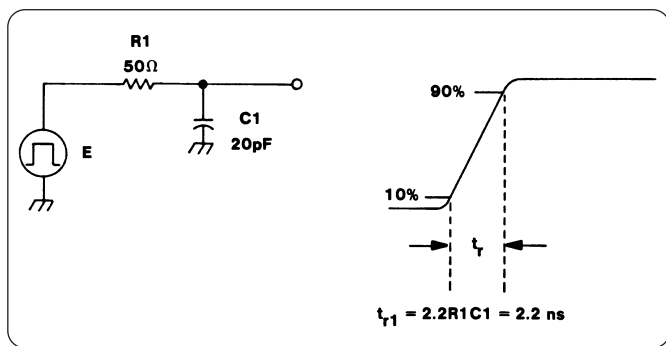 R1
50Ω
C1
20pF
E
90%
10%
tr
tr1 = 2.2R1C1 = 2.2 ns